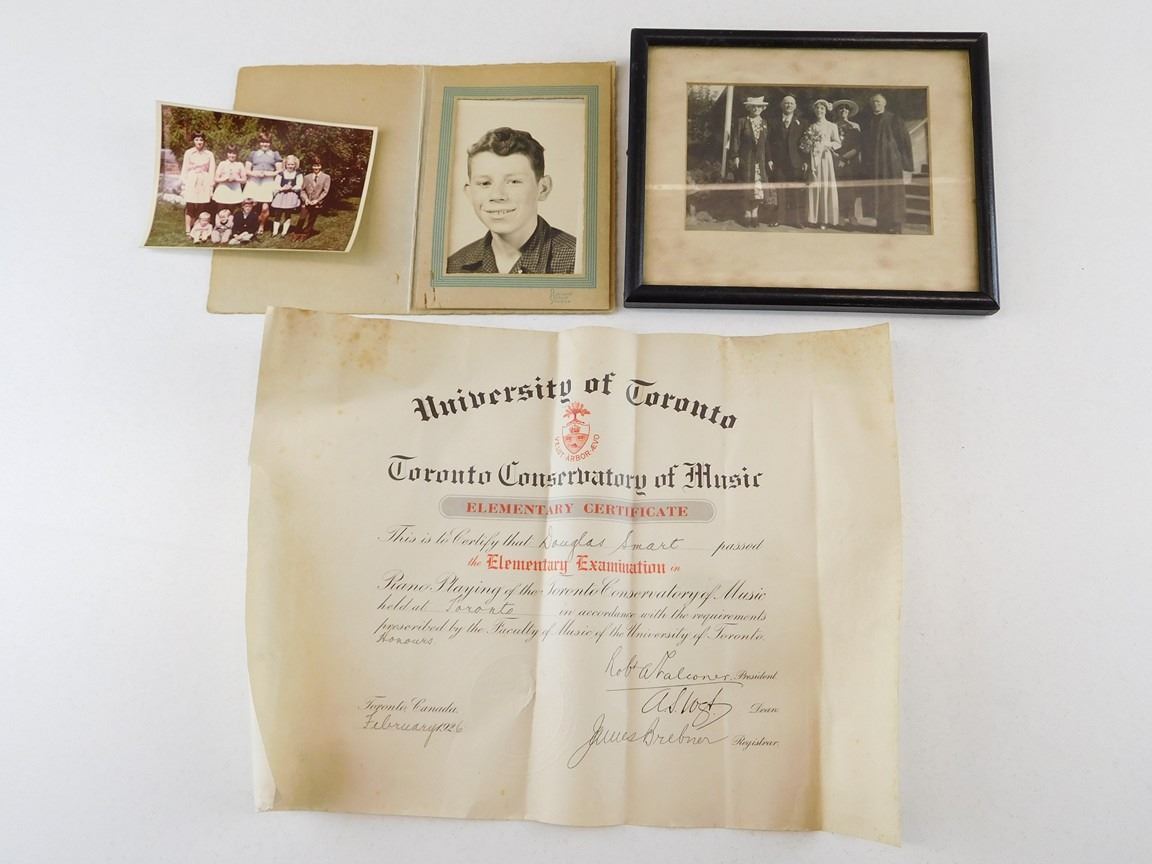 University of Toronto
VELUT·ARBOR·ÆVO
Toronto Conservatory of Music
ELEMENTARY CERTIFICATE
This is to Certify that Douglas Smart passed
the Elementary Examination in
Piano Playing of the Toronto Conservatory of Music
held at Toronto in accordance with the requirements
prescribed by the Faculty of Music of the University of Toronto.
Honours
Robt A Falconer. President
A S Vogt Dean
Toronto, Canada.
February 1926
James Brebner Registrar.